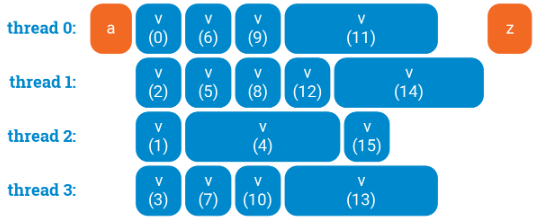 thread 0: a v (0) v (6) v (9) v (11) z
thread 1: v (2) v (5) v (8) v (12) v (14)
thread 2: v (1) v (4) v (15)
thread 3: v (3) v (7) v (10) v (13)